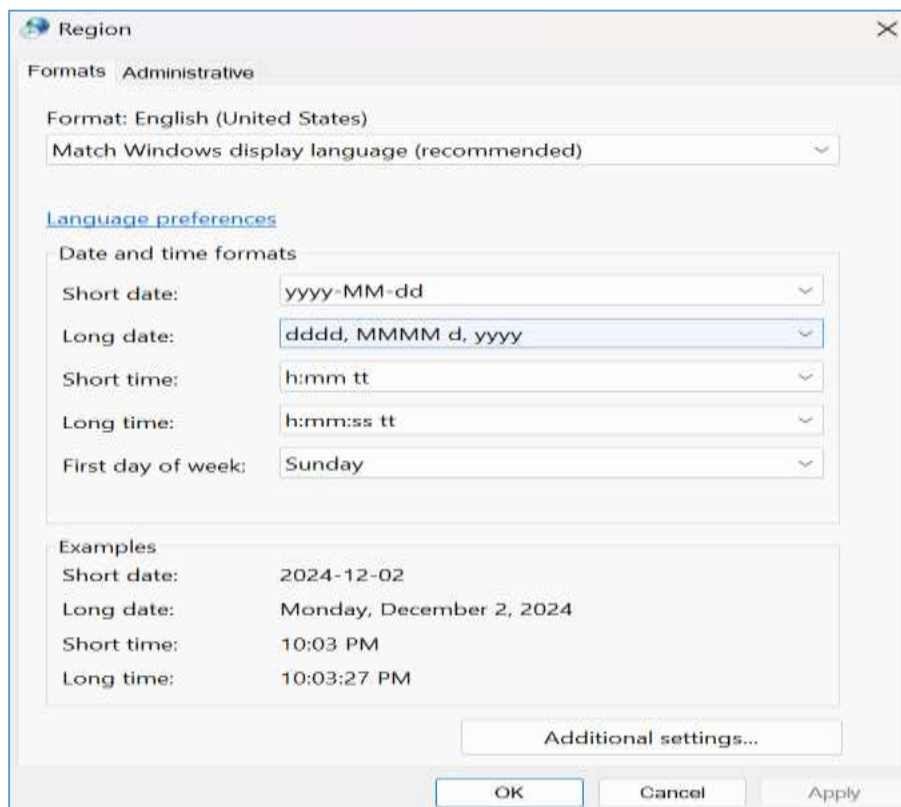 Region
Formats Administrative
Format: English (United States)
Match Windows display language (recommended)
Language preferences
Date and time formats
Short date: yyyy-MM-dd
Long date: dddd, MMMM d, yyyy
Short time: h:mm tt
Long time: h:mm:ss tt
First day of week: Sunday
Examples
Short date: 2024-12-02
Long date: Monday, December 2, 2024
Short time: 10:03 PM
Long time: 10:03:27 PM
Additional settings...
OK Cancel Apply